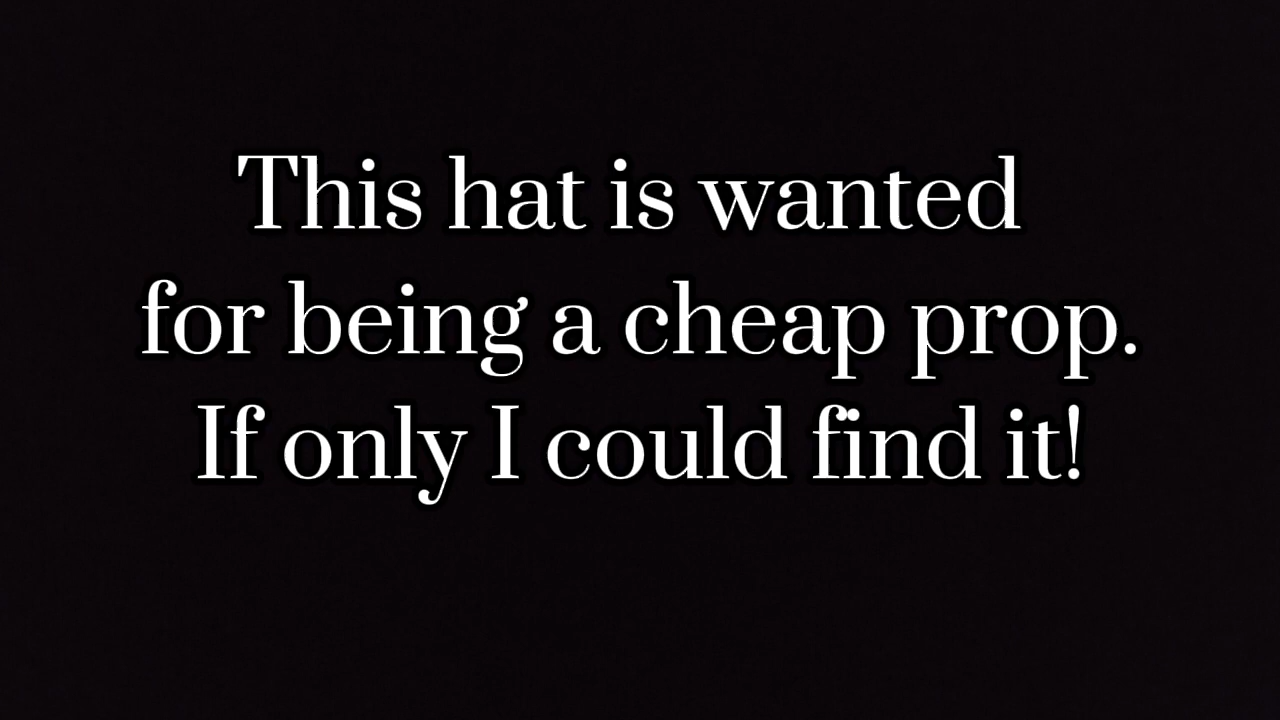 This hat is wanted
for being a cheap prop.
If only I could find it!